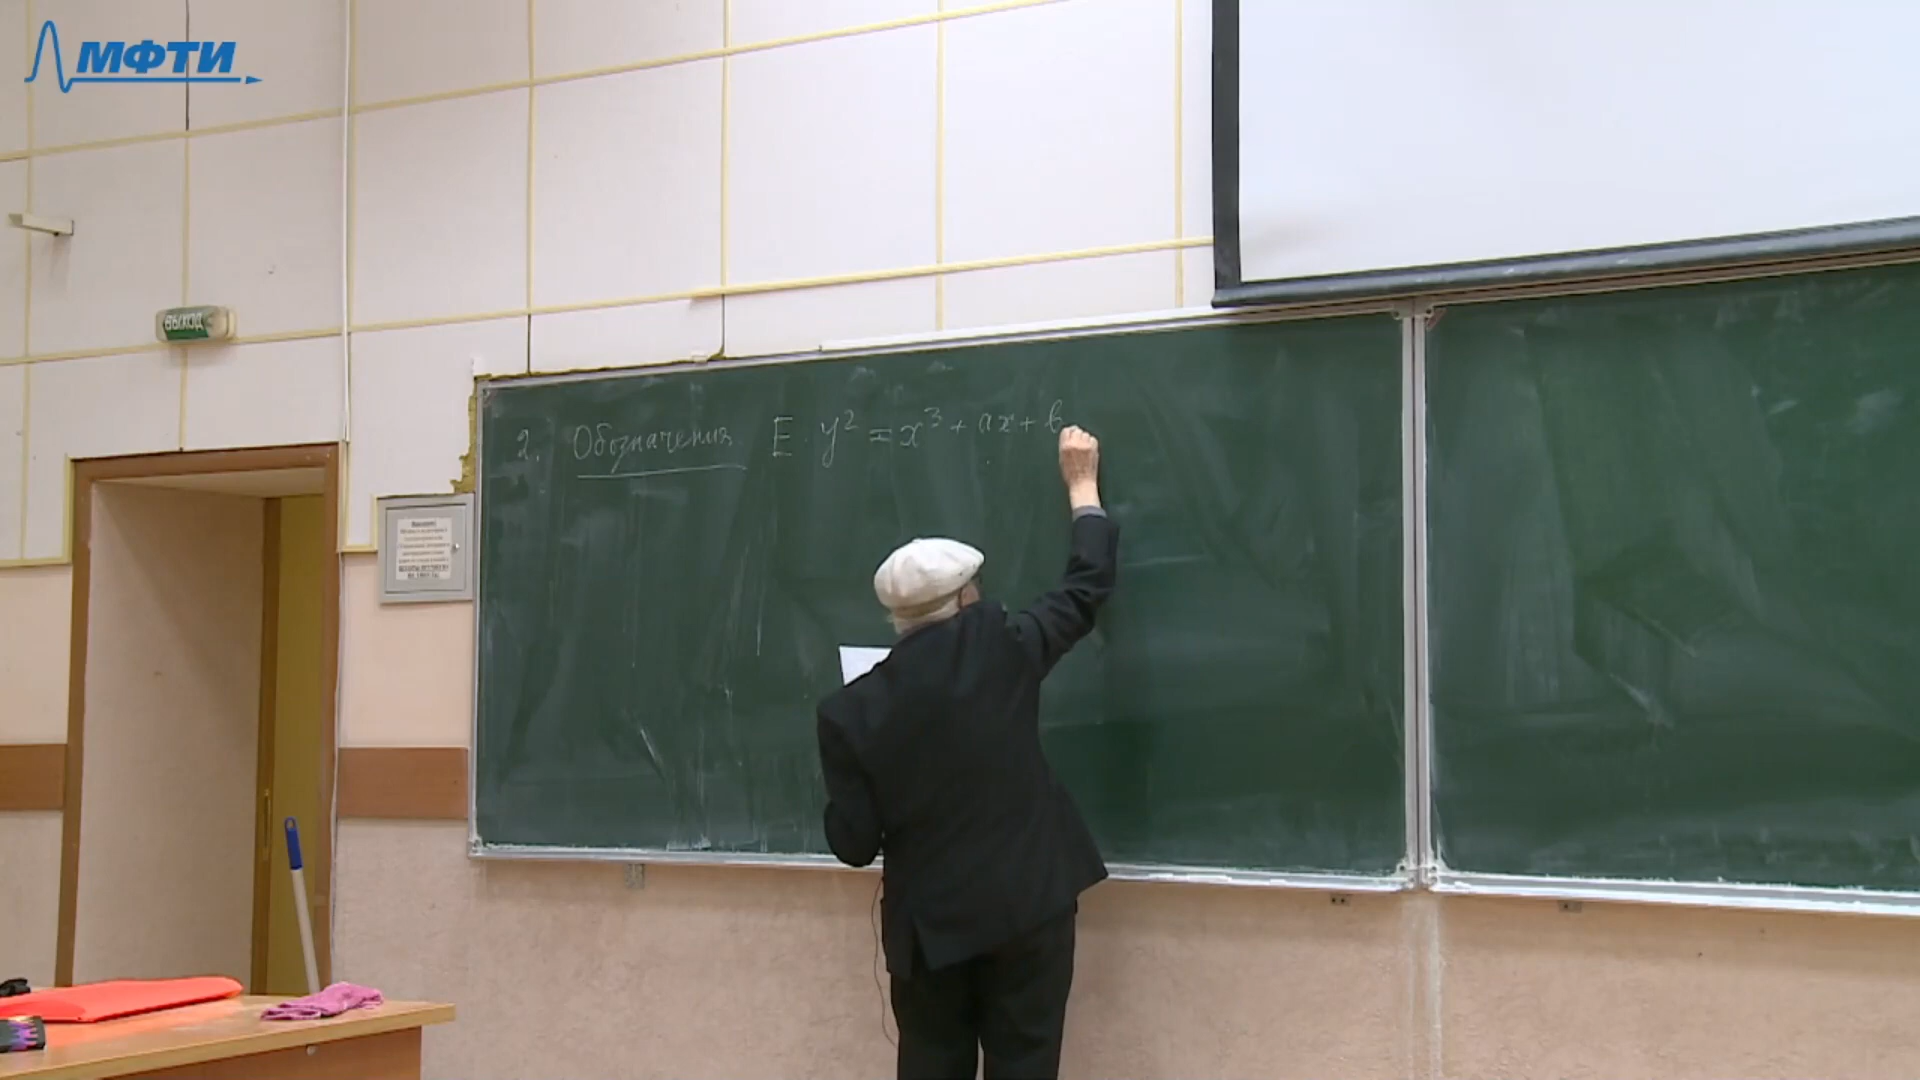 МФТИ
ВЫХОД
2. Обозначения E: y² = x³ + ax + b